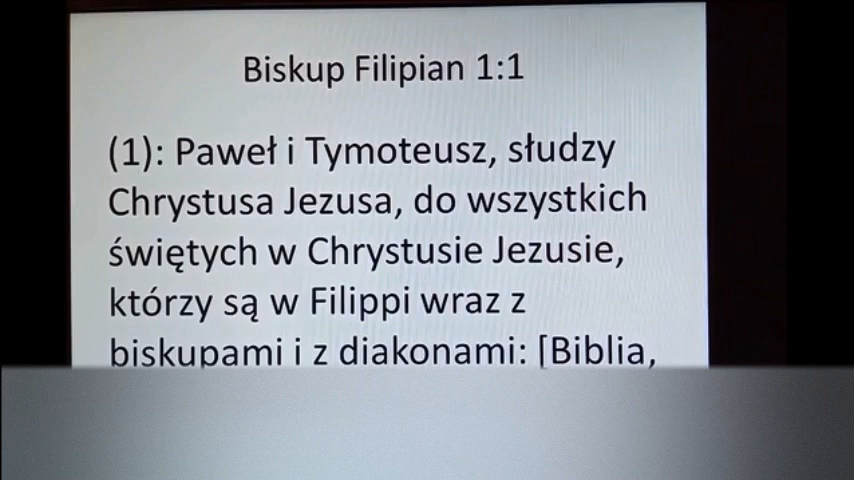 Biskup Filipian 1:1
(1): Paweł i Tymoteusz, słudzy
Chrystusa Jezusa, do wszystkich
świętych w Chrystusie Jezusie,
którzy są w Filippi wraz z
biskupami i z diakonami: [Biblia,